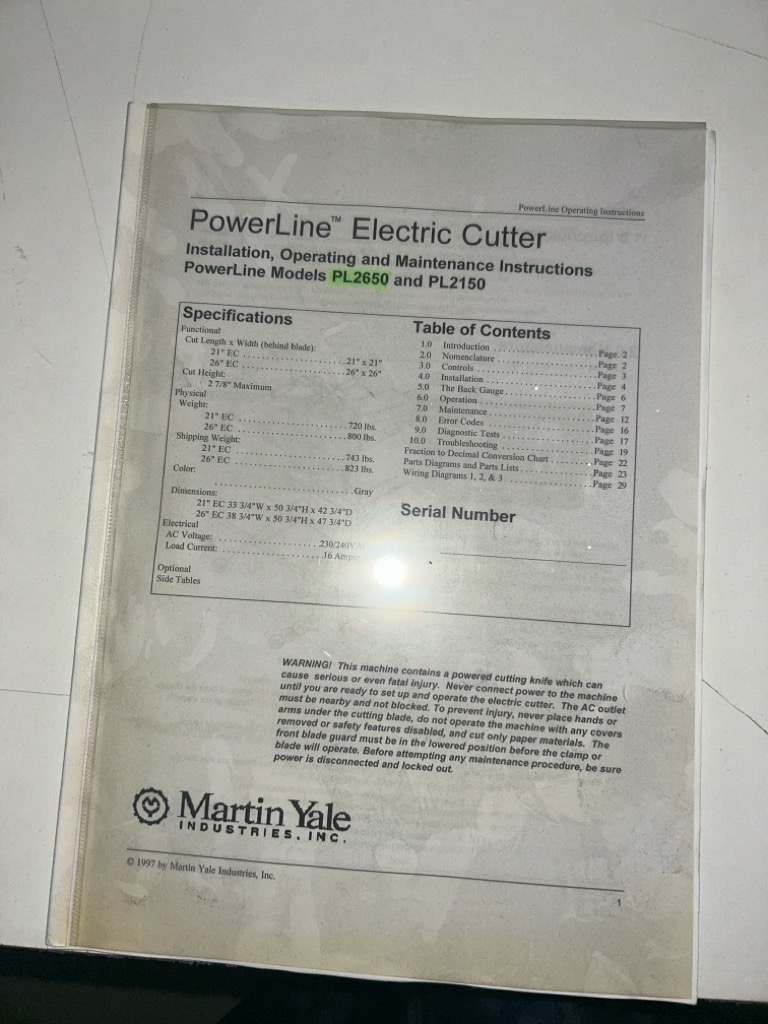 PowerLine Operating Instructions
PowerLine™ Electric Cutter
Installation, Operating and Maintenance Instructions
PowerLine Models PL2650 and PL2150
Specifications
Functional
Cut Length x Width (behind blade):
21" EC ..................... 21" x 21"
26" EC ..................... 26" x 26"
Cut Height:
2 7/8" Maximum
Physical
Weight:
21" EC ..................... 720 lbs.
26" EC ..................... 800 lbs.
Shipping Weight:
21" EC ..................... 743 lbs.
26" EC ..................... 823 lbs.
Color:
..................... Gray
Dimensions:
21" EC 33 3/4"W x 50 3/4"H x 42 3/4"D
26" EC 38 3/4"W x 50 3/4"H x 47 3/4"D
Electrical
AC Voltage: ..................... 230/240V
Load Current: ..................... 16
Optional
Side Tables
Table of Contents
1.0 Introduction ..................... Page 2
2.0 Nomenclature ..................... Page 2
3.0 Controls ..................... Page 3
4.0 Installation ..................... Page 4
5.0 The Back Gauge ..................... Page 6
6.0 Operation ..................... Page 7
7.0 Maintenance ..................... Page 12
8.0 Error Codes ..................... Page 16
9.0 Diagnostic Tests ..................... Page 17
10.0 Troubleshooting ..................... Page 19
Fraction to Decimal Conversion Chart ........... Page 22
Parts Diagrams and Parts Lists ..................... Page 23
Wiring Diagrams 1, 2, & 3 ..................... Page 29
Serial Number
WARNING! This machine contains a powered cutting knife which can
cause serious or even fatal injury. Never connect power to the machine
until you are ready to set up and operate the electric cutter. The AC outlet
must be nearby and not blocked. To prevent injury, never place hands or
arms under the cutting blade, do not operate the machine with any covers
removed or safety features disabled, and cut only paper materials. The
front blade guard must be in the lowered position before the clamp or
blade will operate. Before attempting any maintenance procedure, be sure
power is disconnected and locked out.
Martin Yale
INDUSTRIES, INC.
© 1997 by Martin Yale Industries, Inc.
1